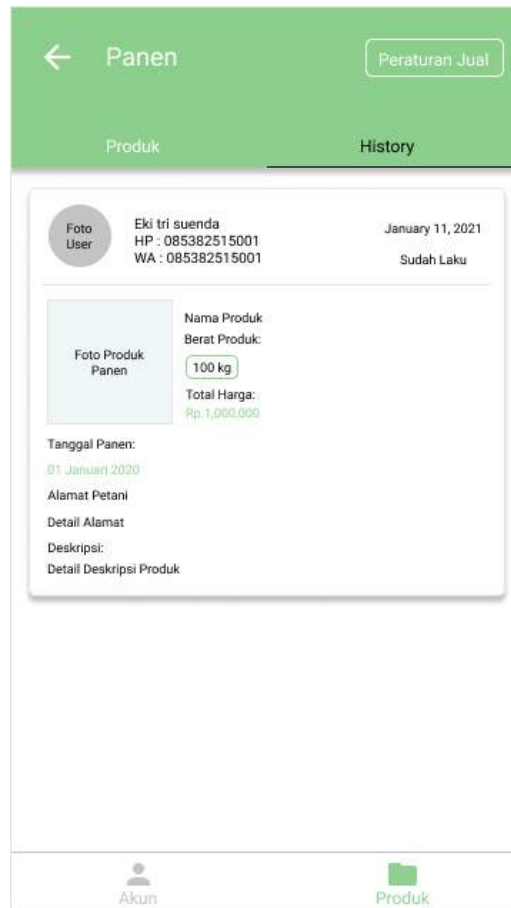 Panen
Peraturan Jual
Produk
History
Foto
User
Eki tri suenda
HP : 085382515001
WA : 085382515001
January 11, 2021
Sudah Laku
Foto Produk
Panen
Nama Produk
Berat Produk:
100 kg
Total Harga:
Rp.1,000,000
Tanggal Panen:
01 Januari 2020
Alamat Petani
Detail Alamat
Deskripsi:
Detail Deskripsi Produk
Akun
Produk